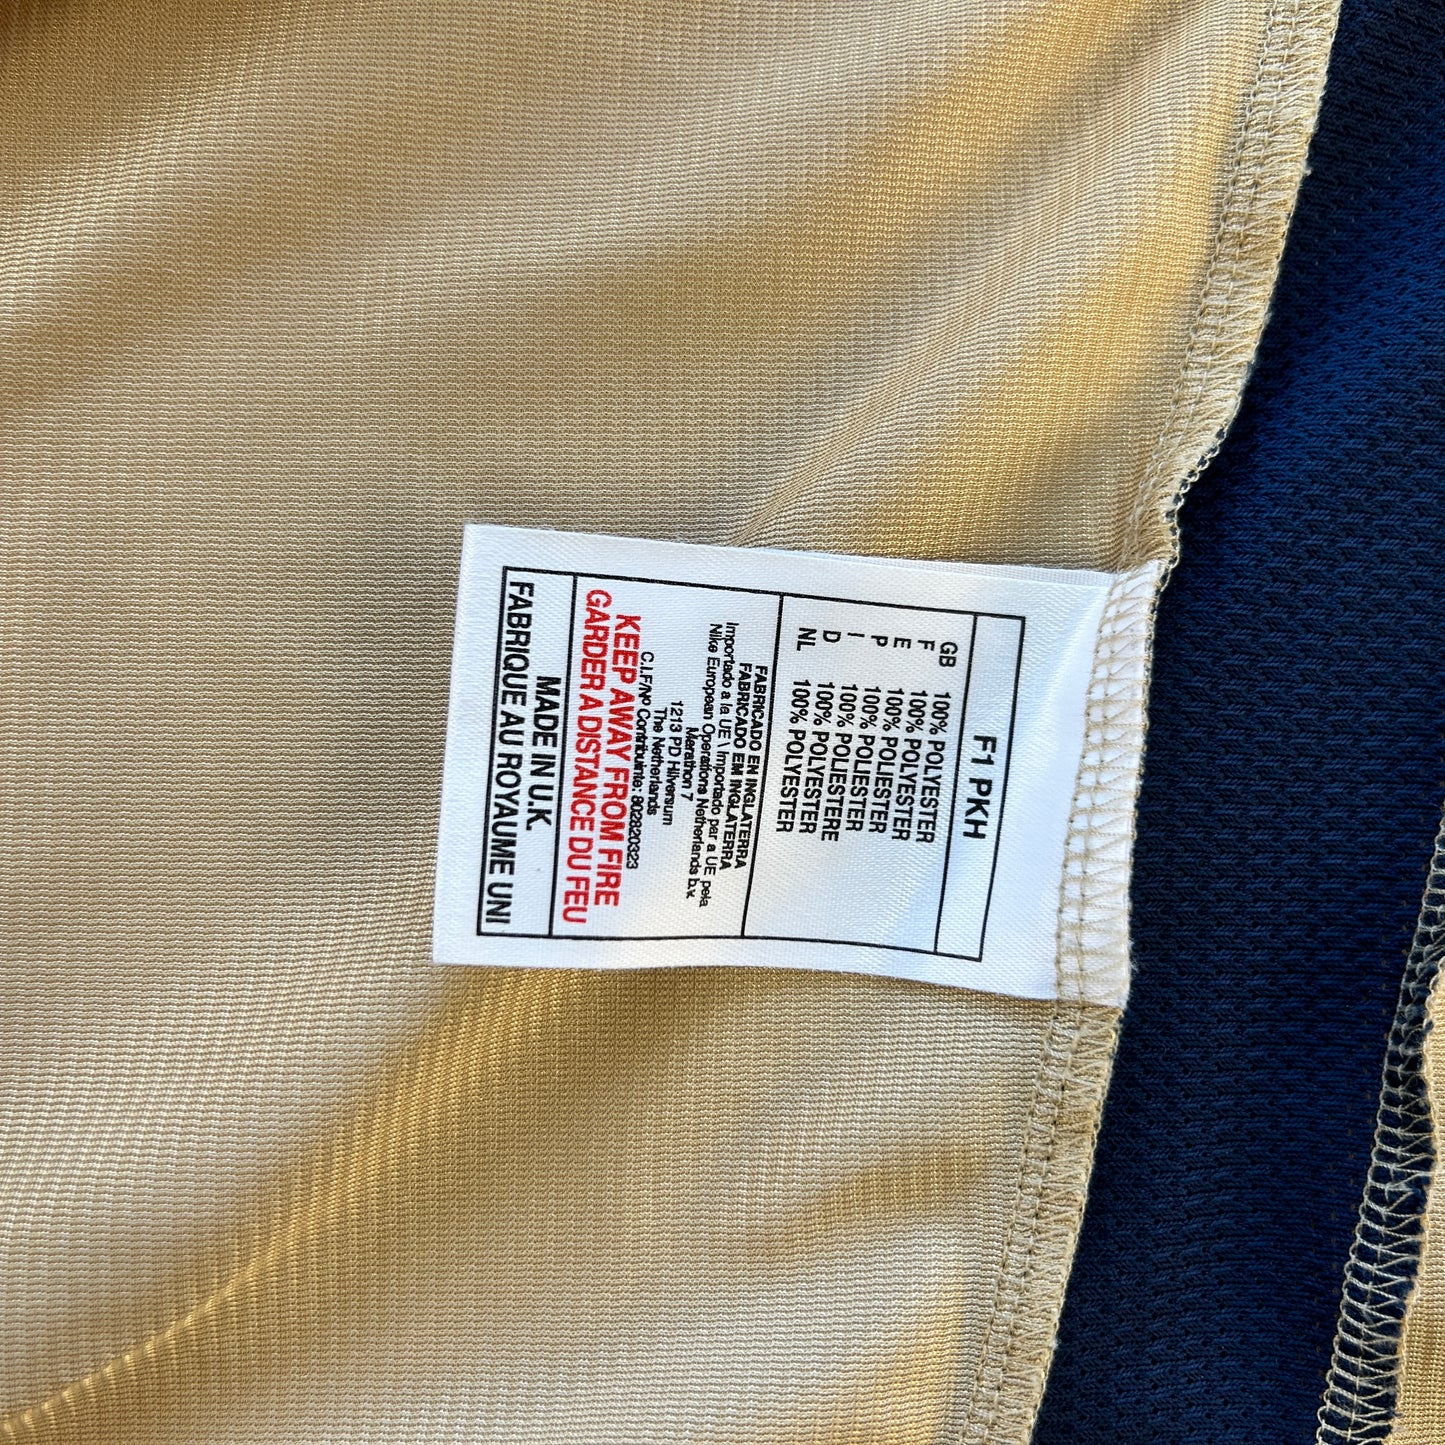 F1 PKH
GB 100% POLYESTER
F 100% POLYESTER
E 100% POLIESTER
P 100% POLIESTER
I 100% POLIESTERE
D 100% POLYESTER
NL 100% POLYESTER
FABRICADO EN INGLATERRA
FABRICADO EM INGLATERRA
Importado a la UE \ Importado par a UE pela
Nike European Operations Netherlands b.v.
Marathon 7
1213 PD Hilversum
The Netherlands
C.I.F/Nº Contribuinte: 802820323
KEEP AWAY FROM FIRE
GARDER A DISTANCE DU FEU
MADE IN U.K.
FABRIQUE AU ROYAUME UNI